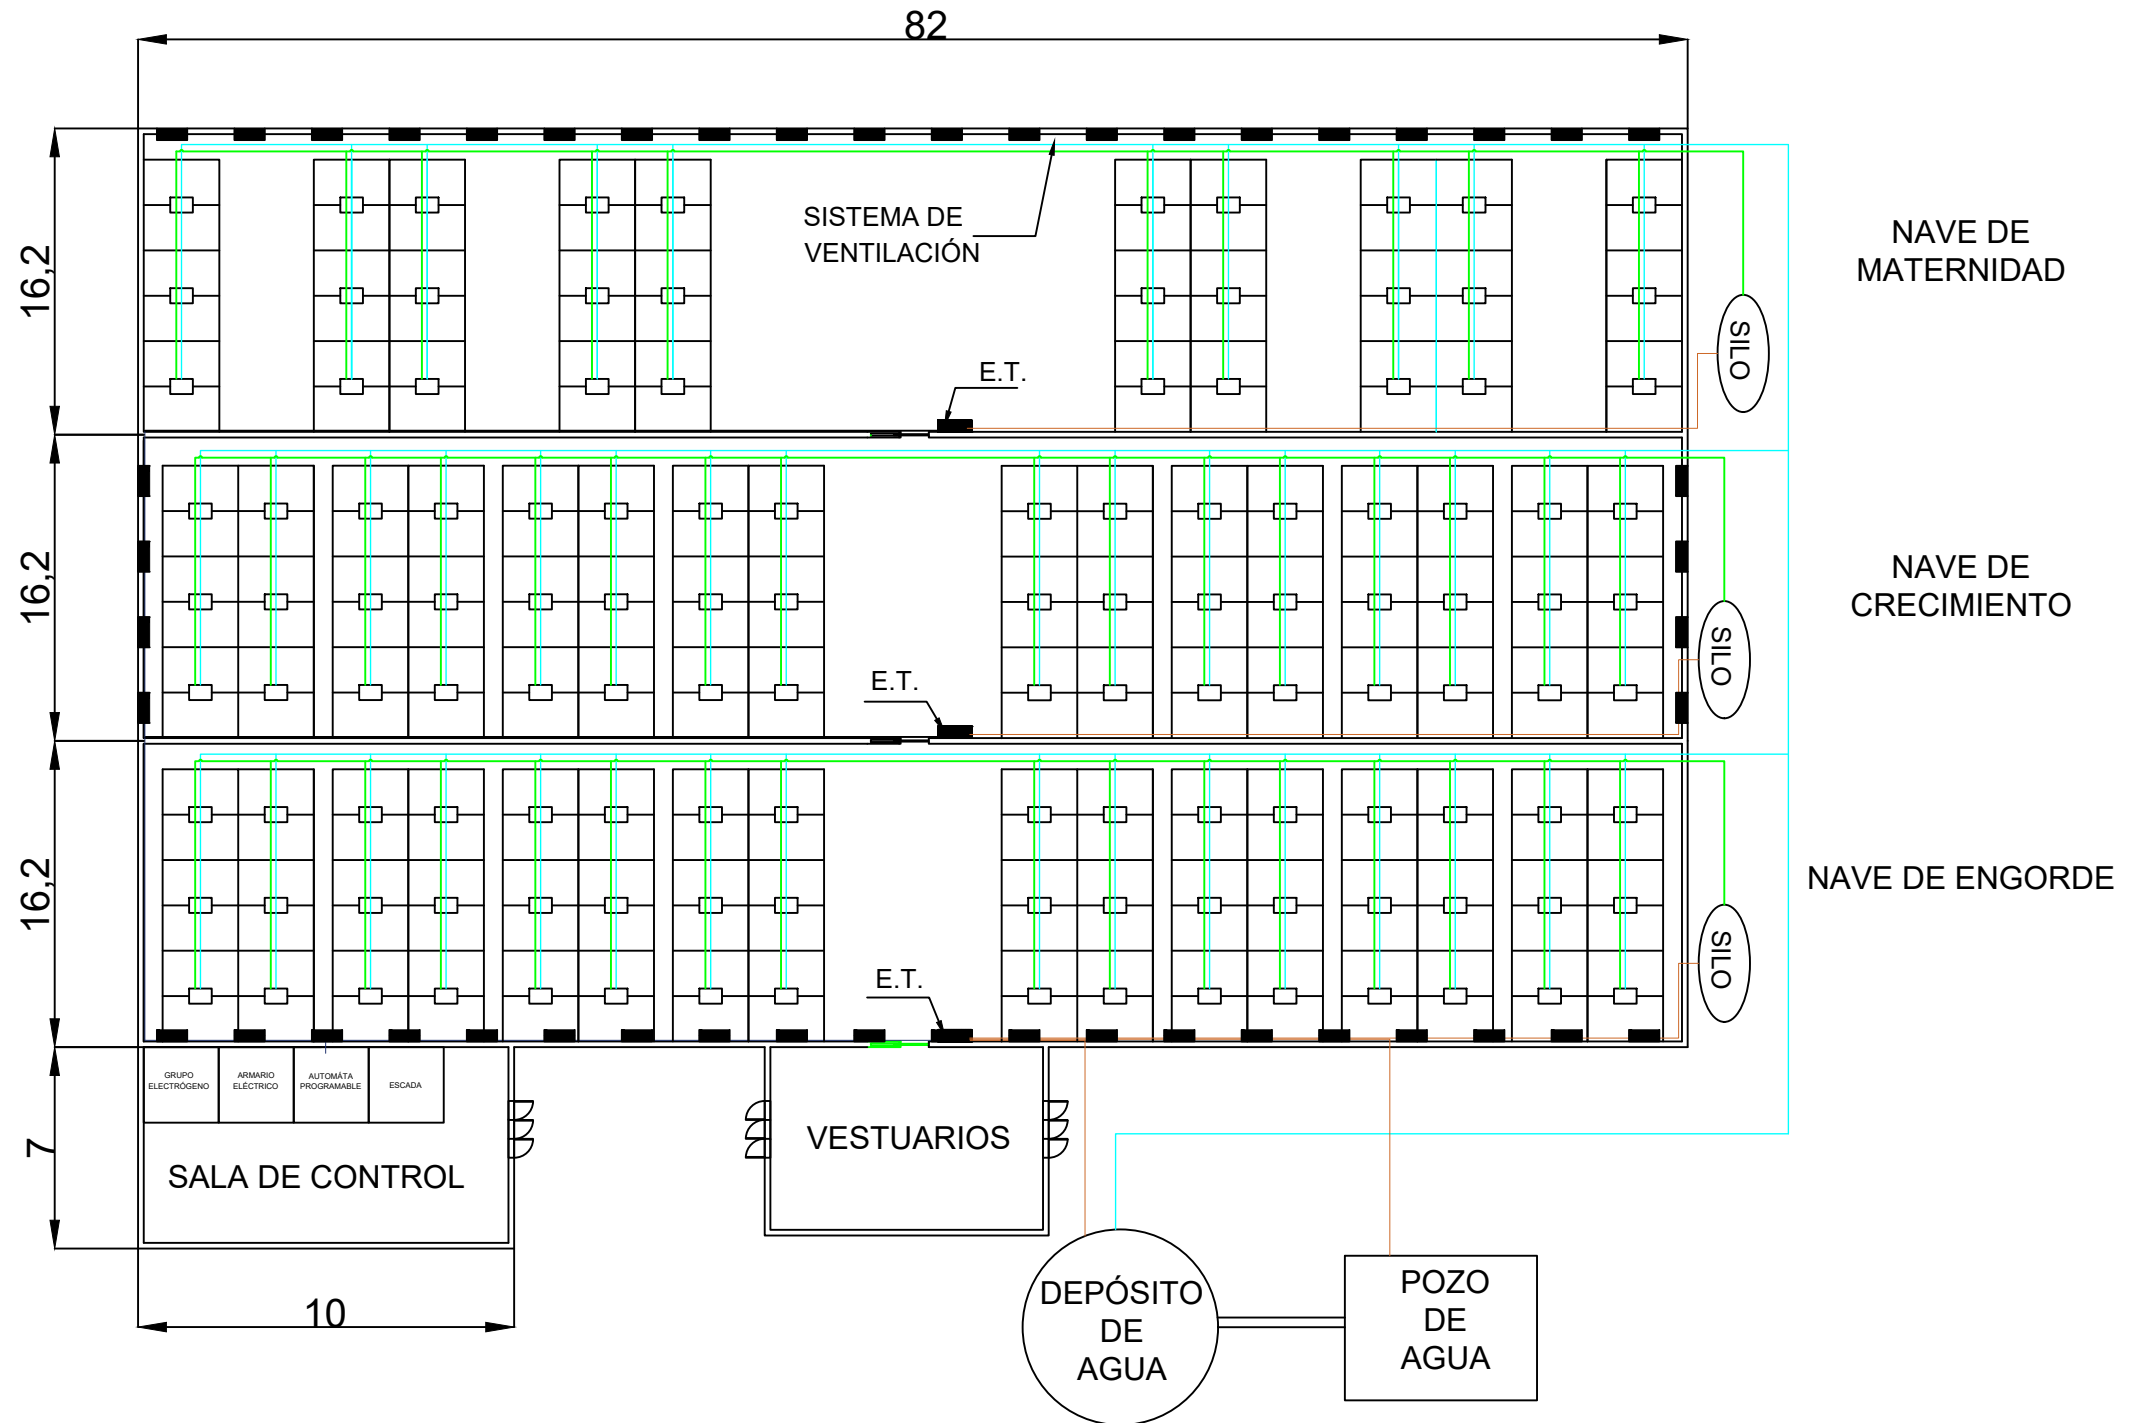 82
16,2
SISTEMA DE
VENTILACIÓN
NAVE DE
MATERNIDAD
SILO
E.T.
16,2
NAVE DE
CRECIMIENTO
SILO
E.T.
16,2
NAVE DE ENGORDE
SILO
E.T.
GRUPO
ELECTRÓGENO
ARMARIO
ELÉCTRICO
AUTOMÁTA
PROGRAMABLE
ESCADA
7
SALA DE CONTROL
VESTUARIOS
10
DEPÓSITO
DE
AGUA
POZO
DE
AGUA